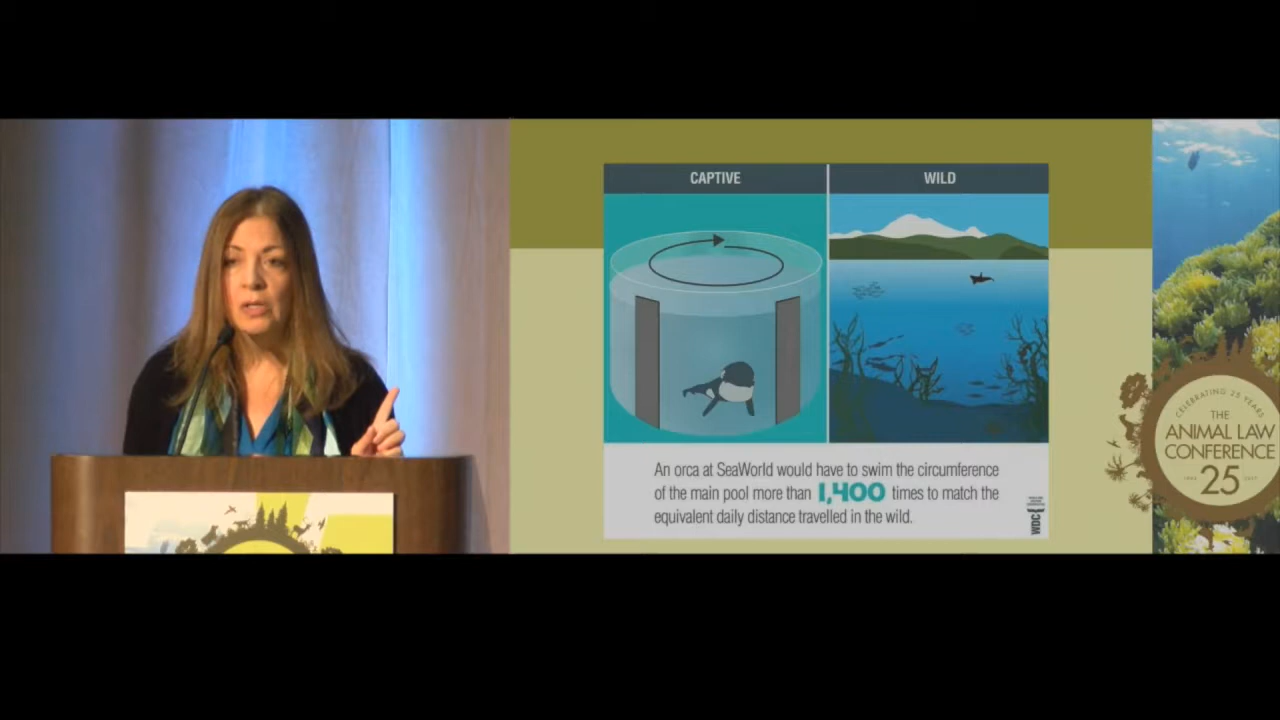 CAPTIVE
WILD
An orca at SeaWorld would have to swim the circumference
of the main pool more than 1,400 times to match the
equivalent daily distance travelled in the wild.
WDC
CELEBRATING 25 YEARS
THE
ANIMAL LAW
CONFERENCE
25